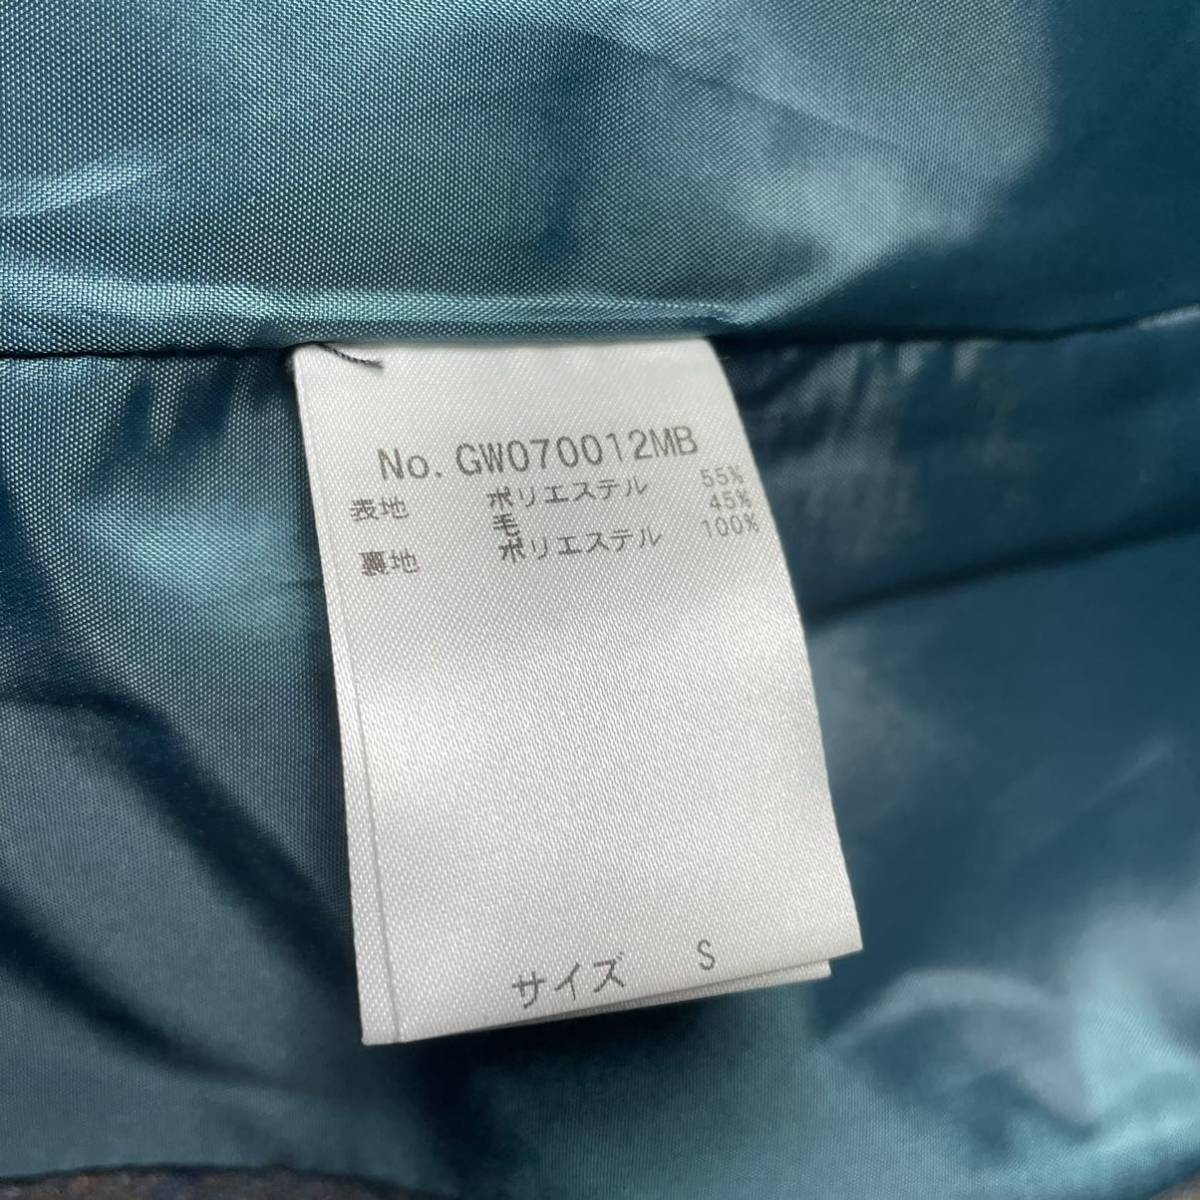 No. GW070012MB
表地 ポリエステル 55%
毛 45%
裏地 ポリエステル 100%
サイズ S